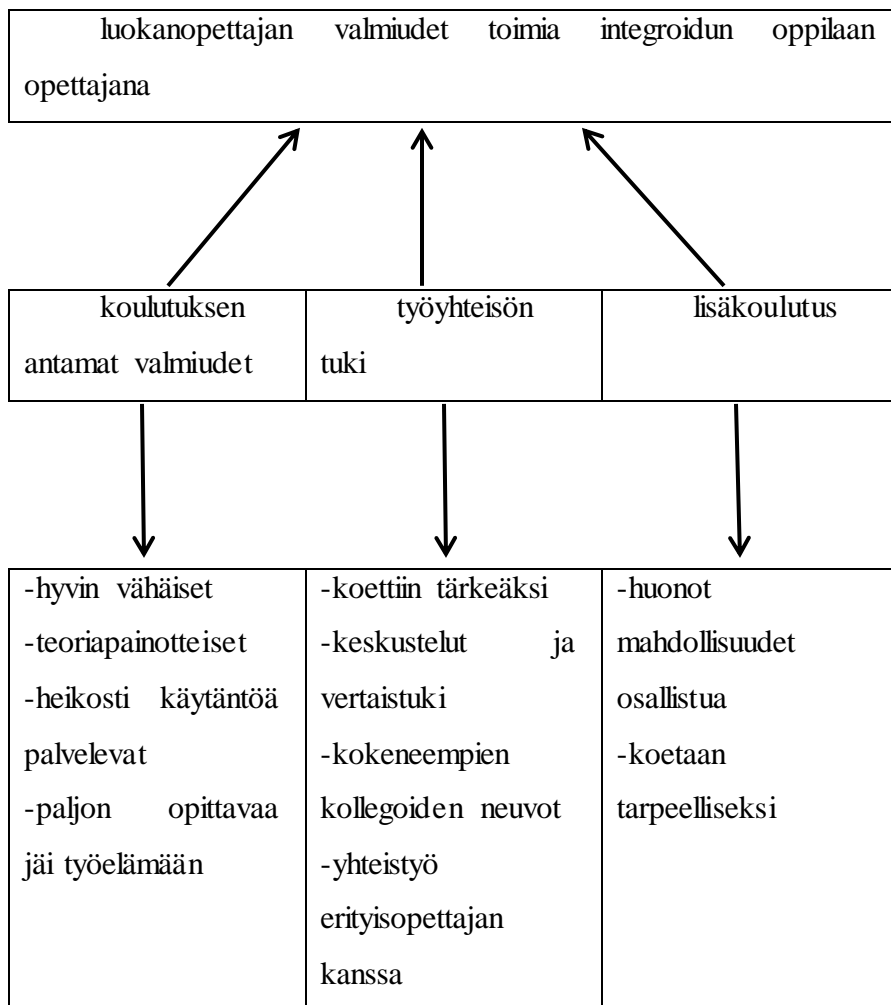 luokanopettajan valmiudet toimia integroidun oppilaan
opettajana
koulutuksen
antamat valmiudet
työyhteisön
tuki
lisäkoulutus
-hyvin vähäiset
-teoriapainotteiset
-heikosti käytäntöä
palvelevat
-paljon opittavaa
jäi työelämään
-koettiin tärkeäksi
-keskustelut ja
vertaistuki
-kokeneempien
kollegoiden neuvot
-yhteistyö
erityisopettajan
kanssa
-huonot
mahdollisuudet
osallistua
-koetaan
tarpeelliseksi